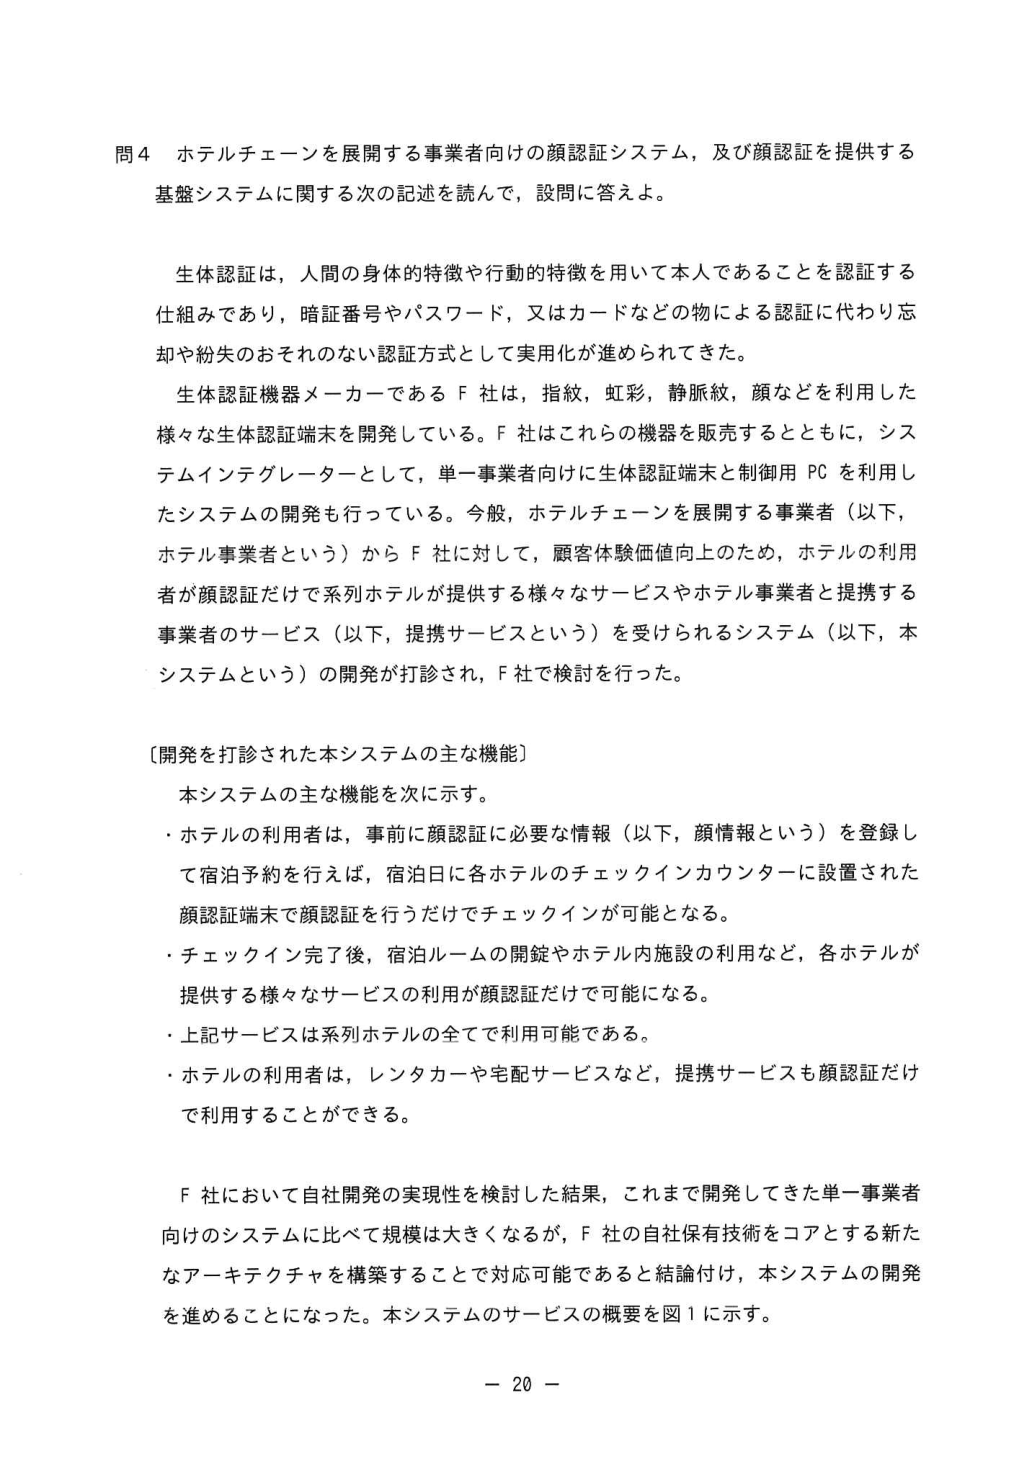 問4 ホテルチェーンを展開する事業者向けの顔認証システム，及び顔認証を提供する
基盤システムに関する次の記述を読んで，設問に答えよ。
生体認証は，人間の身体的特徴や行動的特徴を用いて本人であることを認証する
仕組みであり，暗証番号やパスワード，又はカードなどの物による認証に代わり忘
却や紛失のおそれのない認証方式として実用化が進められてきた。
生体認証機器メーカーである F 社は，指紋，虹彩，静脈紋，顔などを利用した
様々な生体認証端末を開発している。F 社はこれらの機器を販売するとともに，シス
テムインテグレーターとして，単一事業者向けに生体認証端末と制御用 PC を利用し
たシステムの開発も行っている。今般，ホテルチェーンを展開する事業者（以下，
ホテル事業者という）から F 社に対して，顧客体験価値向上のため，ホテルの利用
者が顔認証だけで系列ホテルが提供する様々なサービスやホテル事業者と提携する
事業者のサービス（以下，提携サービスという）を受けられるシステム（以下，本
システムという）の開発が打診され，F 社で検討を行った。
〔開発を打診された本システムの主な機能〕
本システムの主な機能を次に示す。
・ホテルの利用者は，事前に顔認証に必要な情報（以下，顔情報という）を登録し
て宿泊予約を行えば，宿泊日に各ホテルのチェックインカウンターに設置された
顔認証端末で顔認証を行うだけでチェックインが可能となる。
・チェックイン完了後，宿泊ルームの開錠やホテル内施設の利用など，各ホテルが
提供する様々なサービスの利用が顔認証だけで可能になる。
・上記サービスは系列ホテルの全てで利用可能である。
・ホテルの利用者は，レンタカーや宅配サービスなど，提携サービスも顔認証だけ
で利用することができる。
F 社において自社開発の実現性を検討した結果，これまで開発してきた単一事業者
向けのシステムに比べて規模は大きくなるが，F 社の自社保有技術をコアとする新た
なアーキテクチャを構築することで対応可能であると結論付け，本システムの開発
を進めることになった。本システムのサービスの概要を図1に示す。
― 20 ―